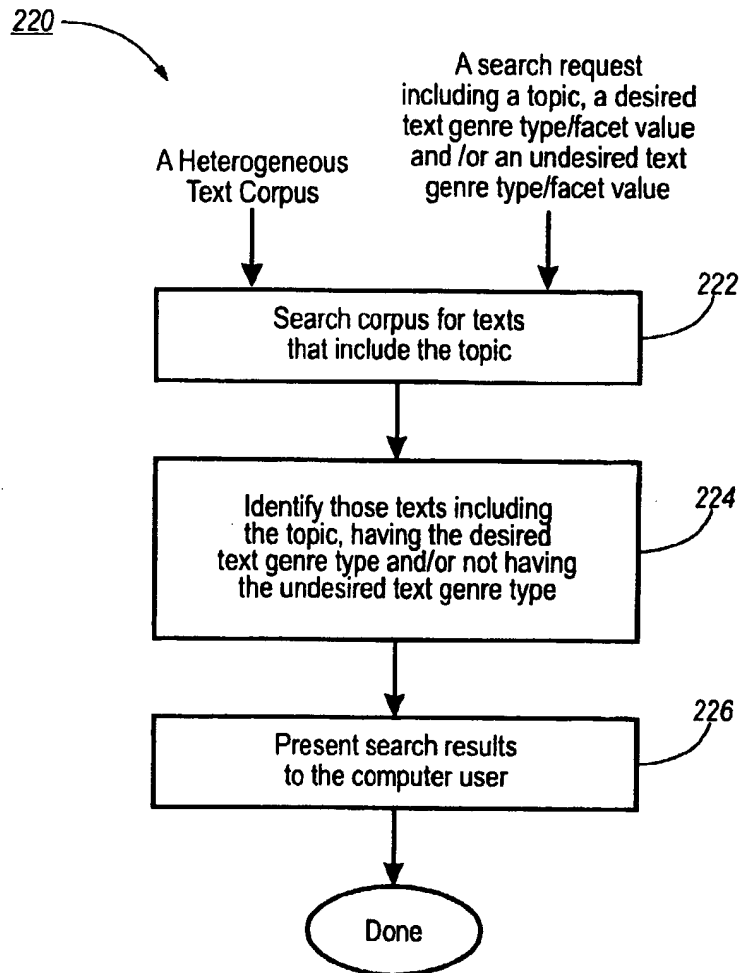 220
A search request
including a topic, a desired
text genre type/facet value
and /or an undesired text
genre type/facet value
A Heterogeneous
Text Corpus
222
Search corpus for texts
that include the topic
224
Identify those texts including
the topic, having the desired
text genre type and/or not having
the undesired text genre type
226
Present search results
to the computer user
Done